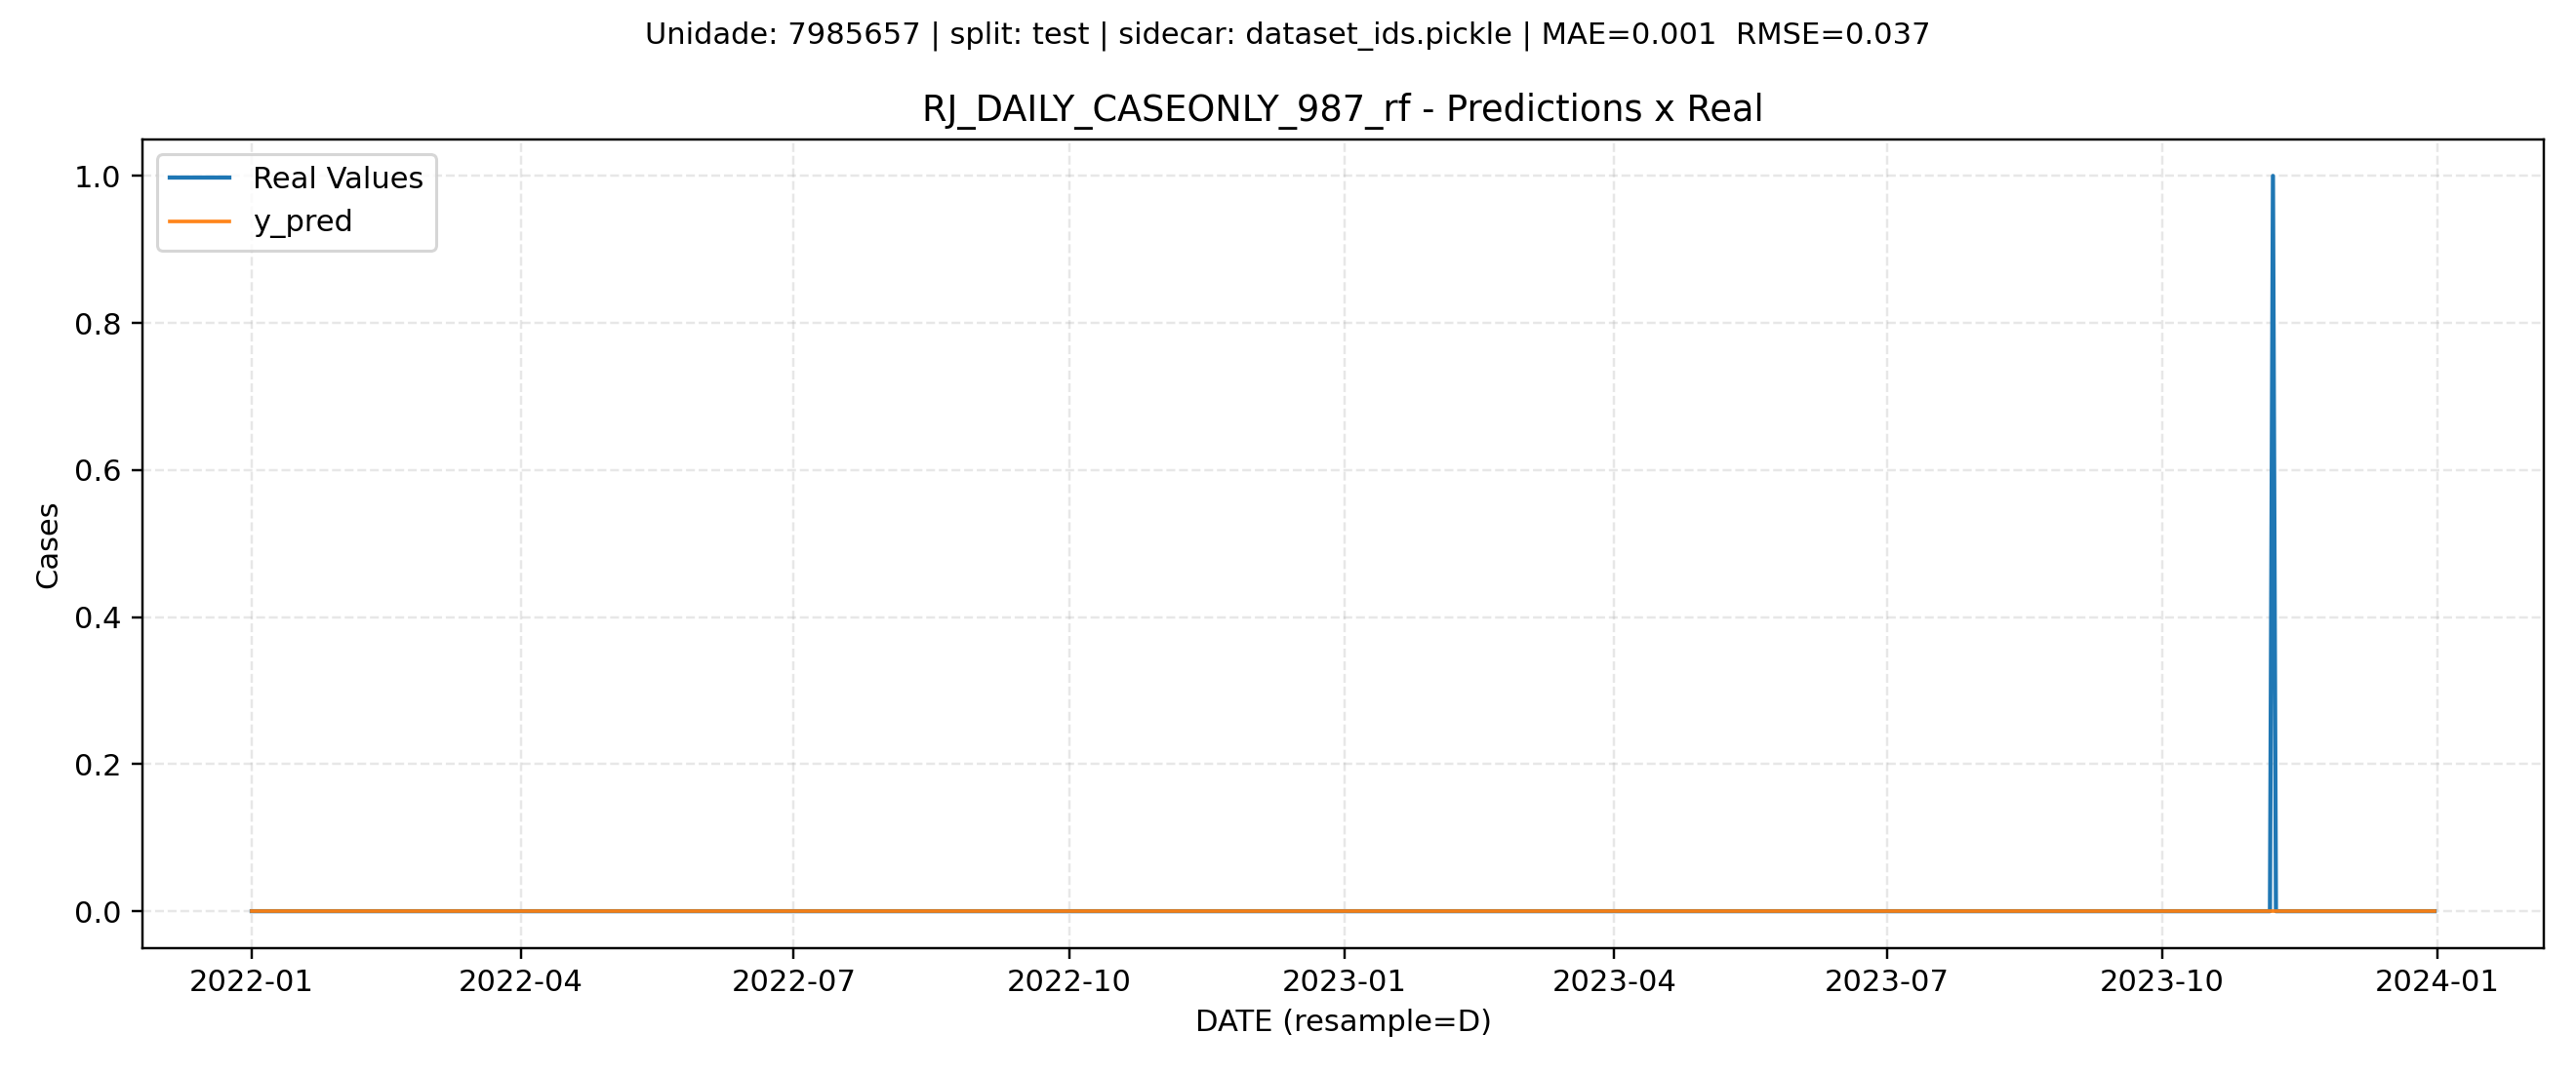 Unidade: 7985657 | split: test | sidecar: dataset_ids.pickle | MAE=0.001  RMSE=0.037
RJ_DAILY_CASEONLY_987_rf - Predictions x Real
Real Values
y_pred
1.0
0.8
0.6
0.4
0.2
0.0
Cases
2022-01 2022-04 2022-07 2022-10 2023-01 2023-04 2023-07 2023-10 2024-01
DATE (resample=D)